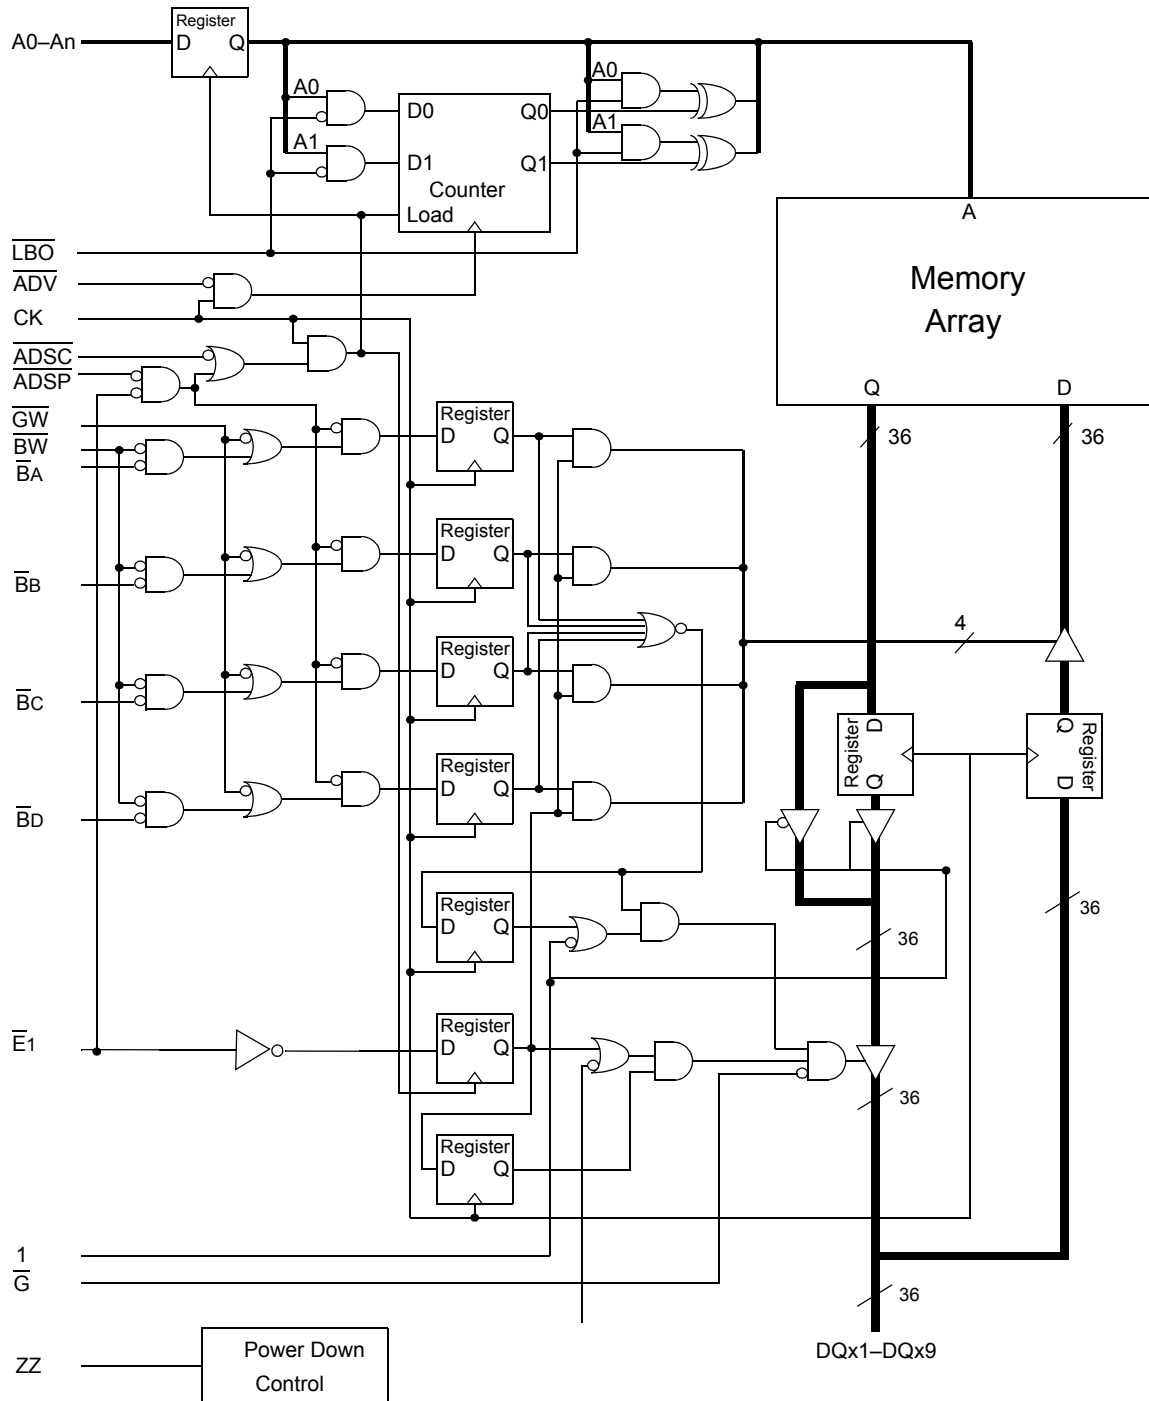 Register
A0–An
D Q
A0
A0
D0 Q0
A1
A1
D1 Q1
Counter
Load
A
LBO
ADV
Memory
Array
CK
ADSC
ADSP
Q D
GW
Register
BW
D Q
36 36
BA
Register
D Q
BB
4
Register
D Q
BC
Register D Q
Q D Register
Register
D Q
BD
36
Register
D Q
36
Register
E1
D Q
36
Register
D Q
1
G
36
Power Down
Control
ZZ
DQx1–DQx9